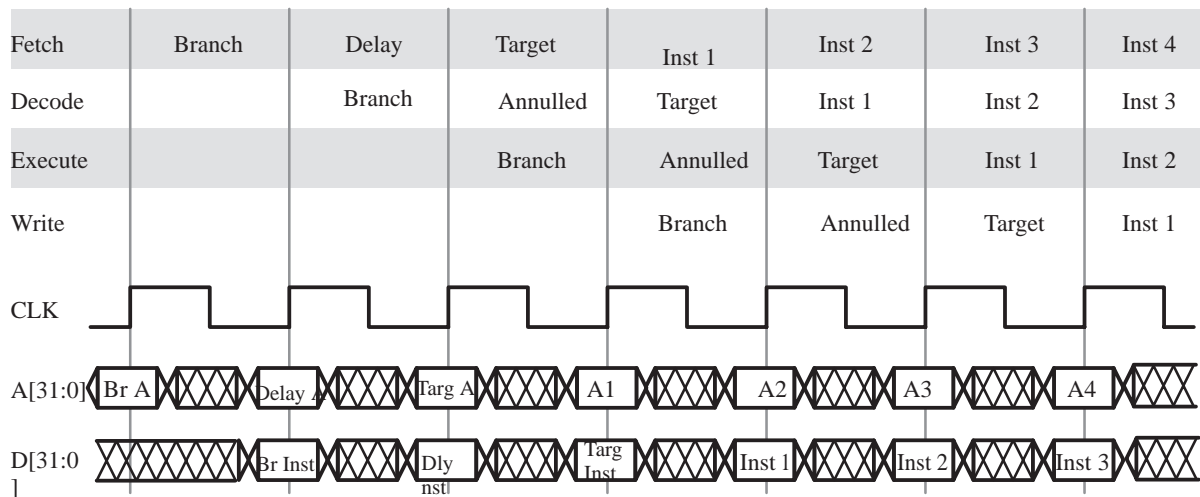 Fetch Branch Delay Target Inst 1 Inst 2 Inst 3 Inst 4
Decode Branch Annulled Target Inst 1 Inst 2 Inst 3
Execute Branch Annulled Target Inst 1 Inst 2
Write Branch Annulled Target Inst 1
CLK
A[31:0] Br A Delay A Targ A A1 A2 A3 A4
D[31:0 Br Inst Dly Targ Inst 1 Inst 2 Inst 3
] nst Inst